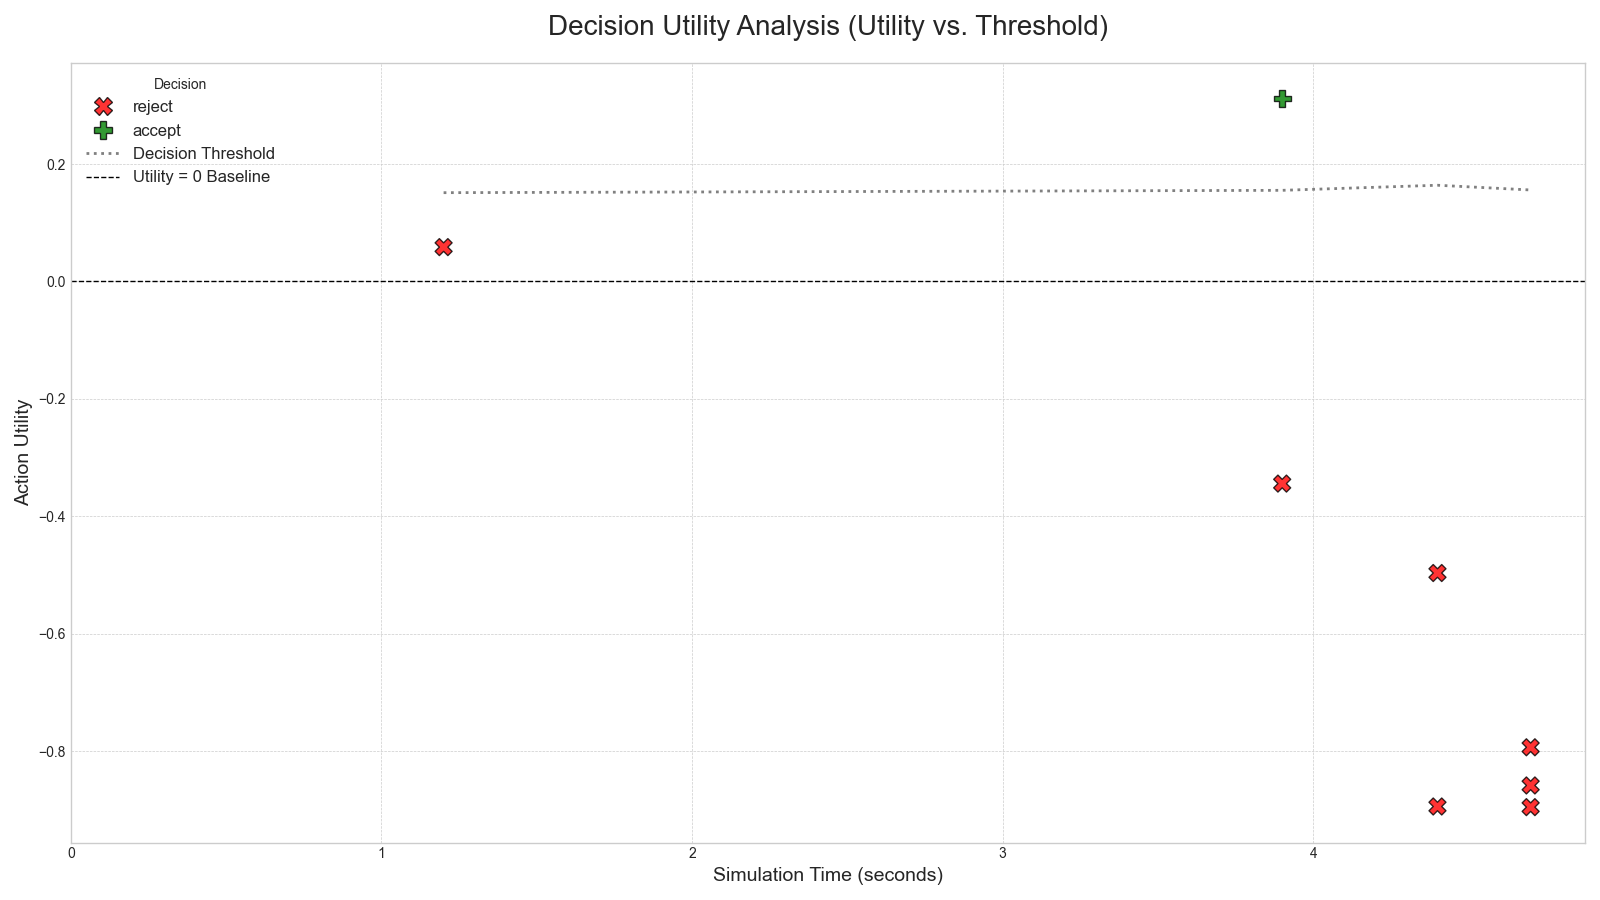 Decision Utility Analysis (Utility vs. Threshold)
Decision
reject
accept
Decision Threshold
Utility = 0 Baseline
0.2
0.0
−0.2
−0.4
−0.6
−0.8
Action Utility
0 1 2 3 4
Simulation Time (seconds)